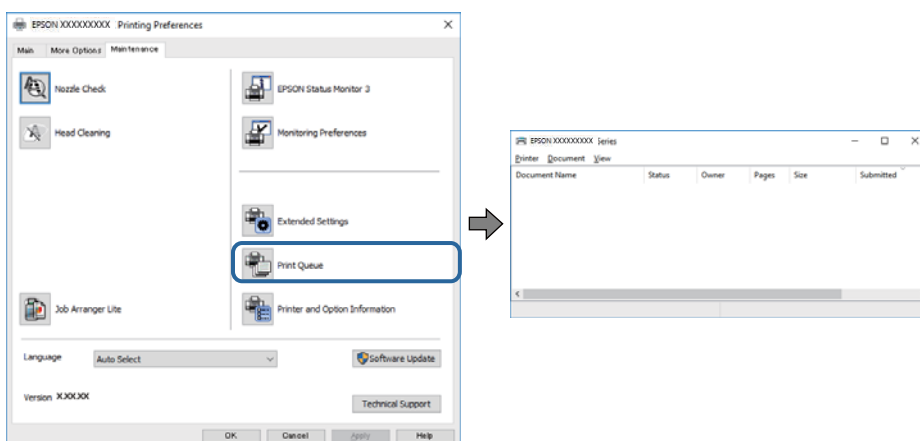 EPSON XXXXXXXXX Printing Preferences
Main More Options Maintenance
Nozzle Check
Head Cleaning
Job Arranger Lite
EPSON Status Monitor 3
Monitoring Preferences
Extended Settings
Print Queue
Printer and Option Information
Language Auto Select
Software Update
Version X.XX.XX
Technical Support
OK Cancel Apply Help
EPSON XXXXXXXXX Series
Printer Document View
Document Name Status Owner Pages Size Submitted